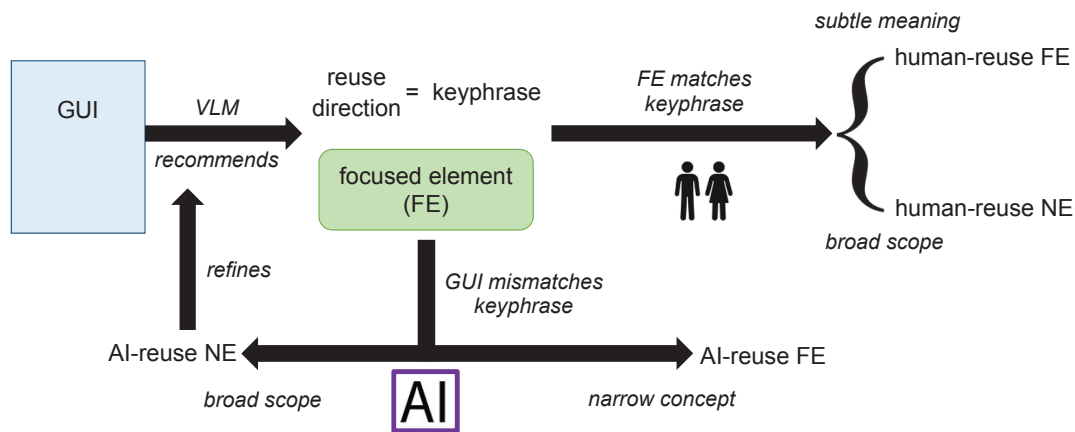 subtle meaning
human-reuse FE
GUI
VLM
recommends
reuse
direction = keyphrase
FE matches
keyphrase
focused element
(FE)
human-reuse NE
broad scope
refines
GUI mismatches
keyphrase
AI-reuse NE
AI-reuse FE
broad scope
AI
narrow concept